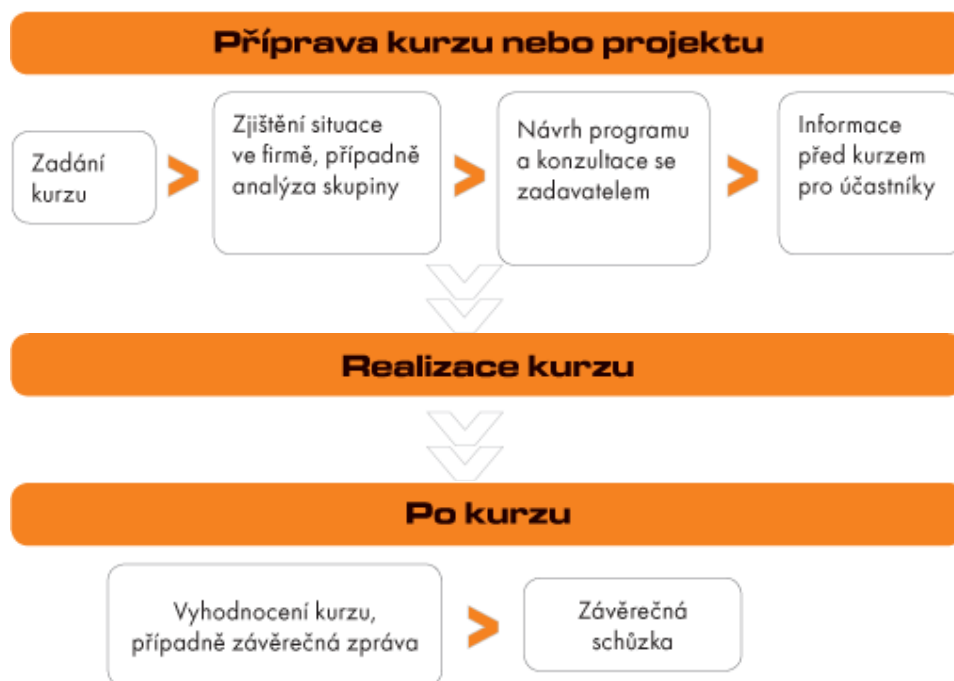 Příprava kurzu nebo projektu
Zadání
kurzu
Zjištění situace
ve firmě, případně
analýza skupiny
Návrh programu
a konzultace se
zadavatelem
Informace
před kurzem
pro účastníky
Realizace kurzu
Po kurzu
Vyhodnocení kurzu,
případně závěrečná zpráva
Závěrečná
schůzka